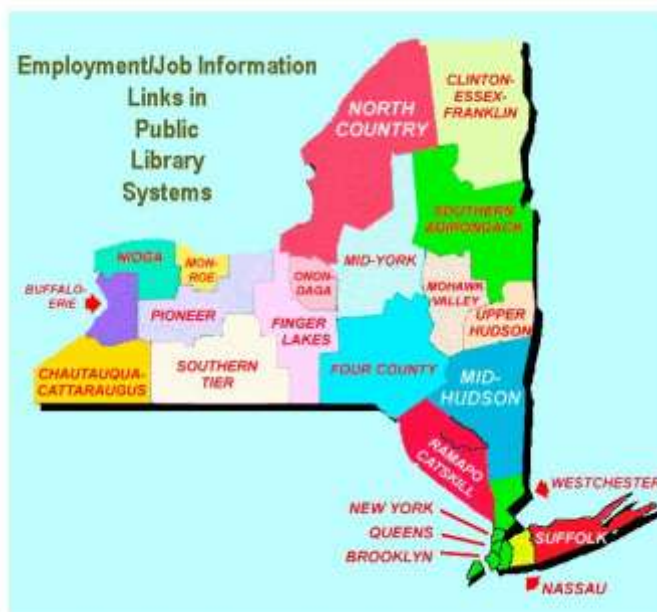 Employment/Job Information
Links in
Public
Library
Systems
NORTH
COUNTRY
CLINTON-
ESSEX-
FRANKLIN
SOUTHERN
ADIRONDACK
NIOGA
MON-
ROE
MID-YORK
ONON-
DAGA
BUFFALO-
ERIE
PIONEER
FINGER
LAKES
MOHAWK
VALLEY
UPPER
HUDSON
CHAUTAUQUA-
CATTARAUGUS
SOUTHERN
TIER
FOUR COUNTY
MID-
HUDSON
RAMAPO
CATSKILL
WESTCHESTER
NEW YORK
QUEENS
BROOKLYN
SUFFOLK
NASSAU